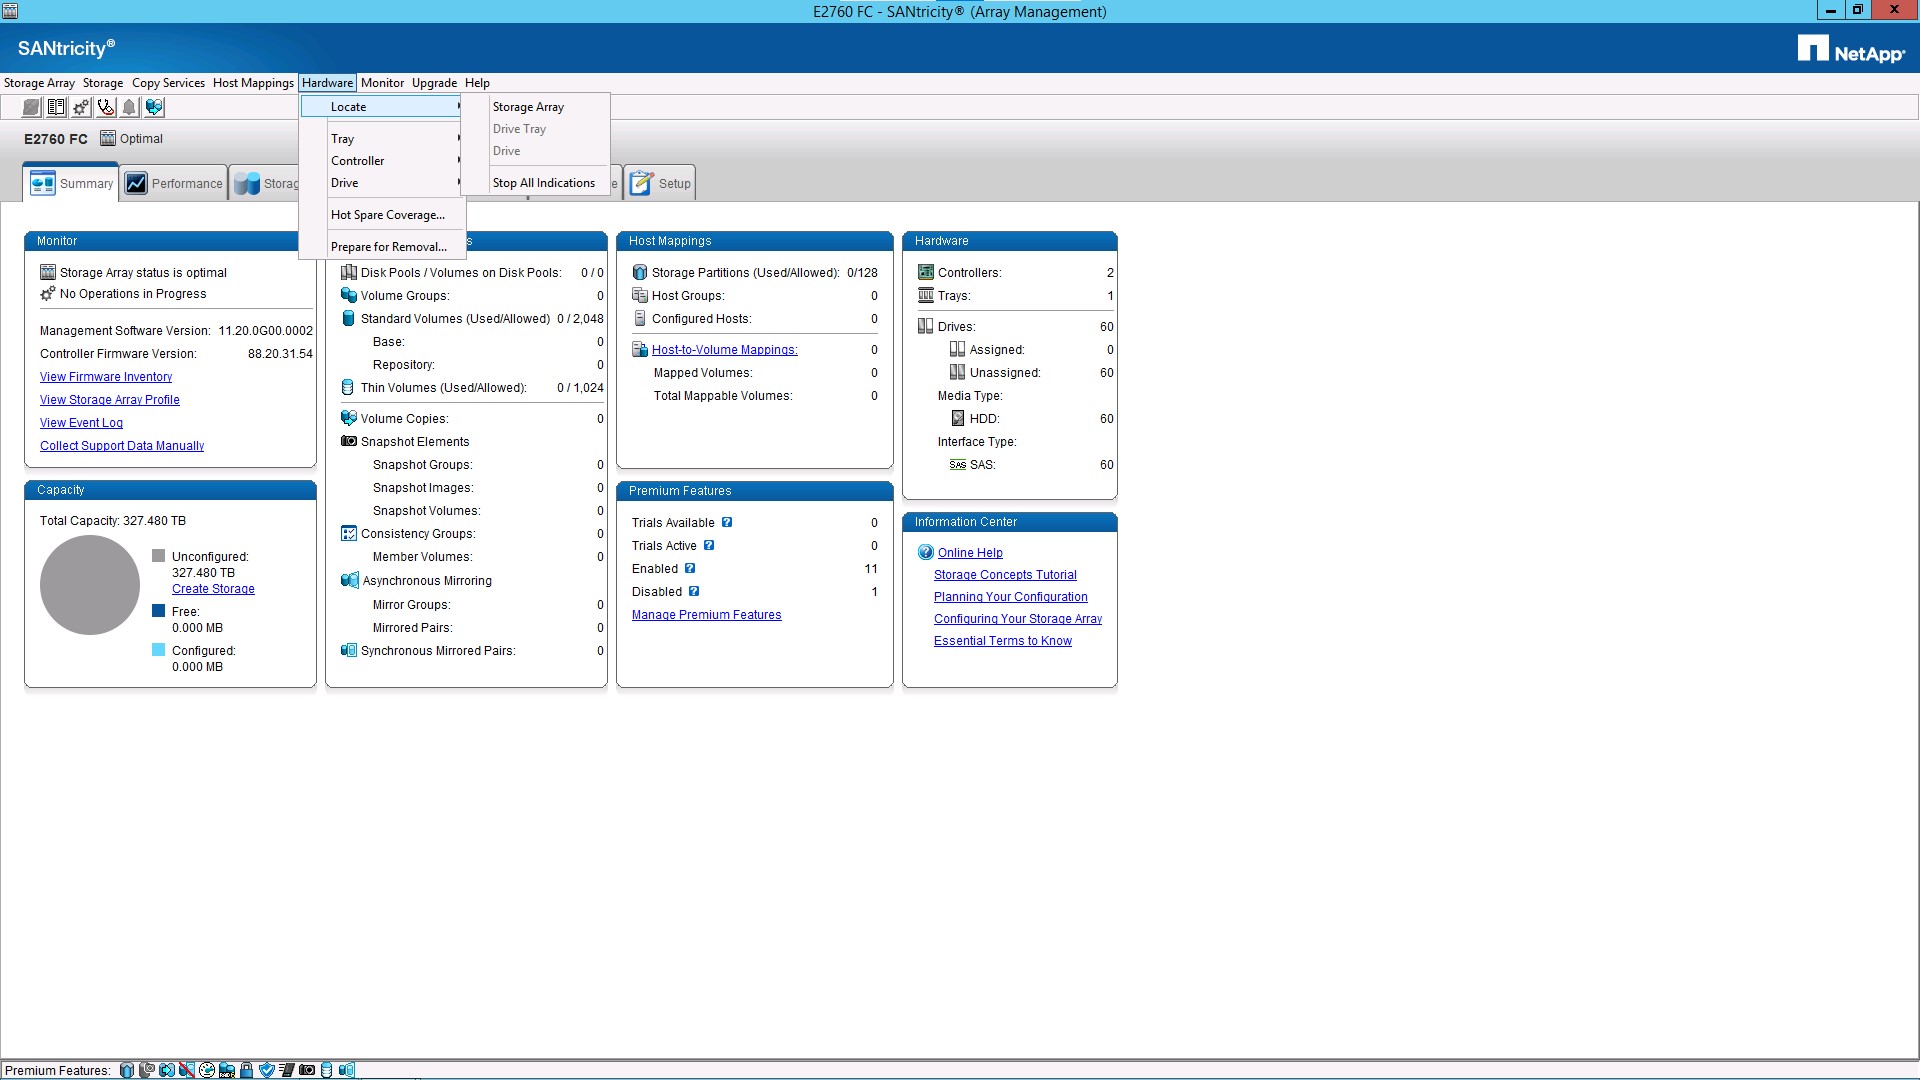 E2760 FC - SANtricity® (Array Management)
SANtricity®
NetApp®
Storage Array Storage Copy Services Host Mappings Hardware Monitor Upgrade Help
Locate
Tray
Controller
Drive
Hot Spare Coverage...
Prepare for Removal...
Storage Array
Drive Tray
Drive
Stop All Indications
E2760 FC Optimal
Summary Performance Storag e Setup
Monitor
Storage Array status is optimal
No Operations in Progress
Management Software Version: 11.20.0G00.0002
Controller Firmware Version: 88.20.31.54
View Firmware Inventory
View Storage Array Profile
View Event Log
Collect Support Data Manually
Capacity
Total Capacity: 327.480 TB
Unconfigured:
327.480 TB
Create Storage
Free:
0.000 MB
Configured:
0.000 MB
s
Disk Pools / Volumes on Disk Pools: 0 / 0
Volume Groups: 0
Standard Volumes (Used/Allowed) 0 / 2,048
Base: 0
Repository: 0
Thin Volumes (Used/Allowed): 0 / 1,024
Volume Copies: 0
Snapshot Elements
Snapshot Groups: 0
Snapshot Images: 0
Snapshot Volumes: 0
Consistency Groups: 0
Member Volumes: 0
Asynchronous Mirroring
Mirror Groups: 0
Mirrored Pairs: 0
Synchronous Mirrored Pairs: 0
Host Mappings
Storage Partitions (Used/Allowed): 0/128
Host Groups: 0
Configured Hosts: 0
Host-to-Volume Mappings: 0
Mapped Volumes: 0
Total Mappable Volumes: 0
Premium Features
Trials Available ? 0
Trials Active ? 0
Enabled ? 11
Disabled ? 1
Manage Premium Features
Hardware
Controllers: 2
Trays: 1
Drives: 60
Assigned: 0
Unassigned: 60
Media Type:
HDD: 60
Interface Type:
SAS SAS: 60
Information Center
? Online Help
Storage Concepts Tutorial
Planning Your Configuration
Configuring Your Storage Array
Essential Terms to Know
Premium Features: